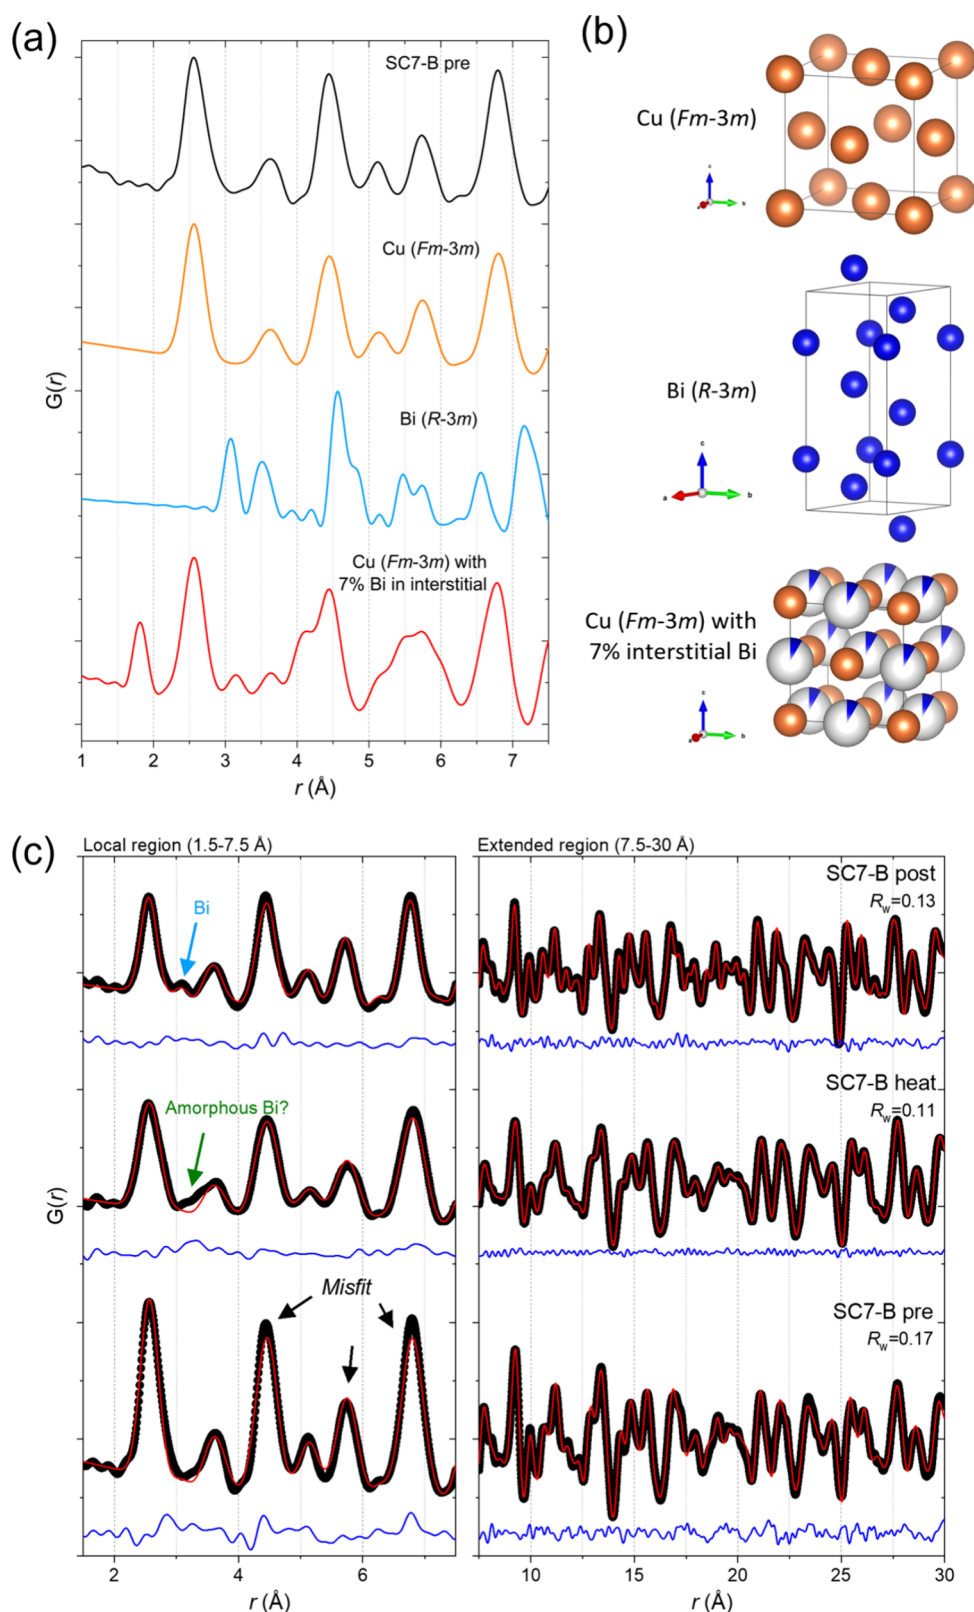 (a)
SC7-B pre
Cu (Fm-3m)
Bi (R-3m)
Cu (Fm-3m) with
7% Bi in interstitial
G(r)
1 2 3 4 5 6 7
r (Å)
(b)
Cu (Fm-3m)
c
a
b
Bi (R-3m)
c
a
b
Cu (Fm-3m) with
7% interstitial Bi
c
a
b
(c)
Local region (1.5-7.5 Å)
Bi
Amorphous Bi?
Misfit
G(r)
2 4 6
r (Å)
Extended region (7.5-30 Å)
SC7-B post
Rw=0.13
SC7-B heat
Rw=0.11
SC7-B pre
Rw=0.17
10 15 20 25 30
r (Å)